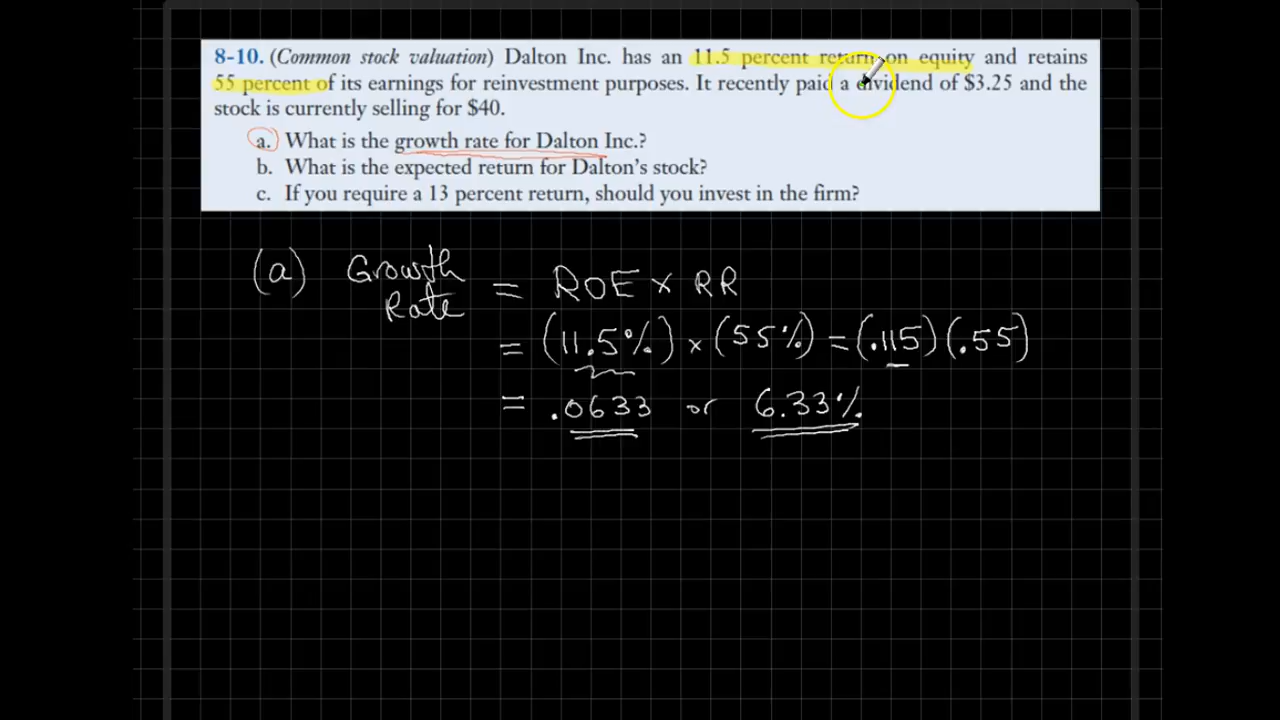 8-10. (Common stock valuation) Dalton Inc. has an 11.5 percent return on equity and retains
55 percent of its earnings for reinvestment purposes. It recently paid a dividend of $3.25 and the
stock is currently selling for $40.
a. What is the growth rate for Dalton Inc.?
b. What is the expected return for Dalton's stock?
c. If you require a 13 percent return, should you invest in the firm?
(a) Growth
Rate = ROE × RR
= (11.5%) × (55%) = (.115)(.55)
= .0633 or 6.33%